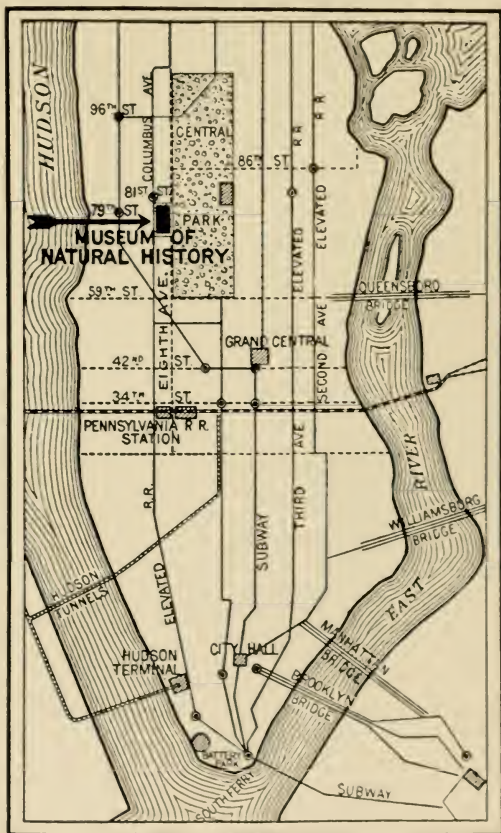 HUDSON
96TH ST.
COLUMBUS AVE
CENTRAL
PARK
86TH ST.
81ST ST.
79TH ST.
MUSEUM OF
NATURAL HISTORY
ELEVATED R.R.
ELEVATED R.R.
59TH ST.
EIGHTH AVE.
QUEENSBORO
BRIDGE
GRAND CENTRAL
42ND ST.
SECOND AVE
34TH ST.
PENNSYLVANIA R.R.
STATION
THIRD AVE
RIVER
EAST
ELEVATED R.R.
SUBWAY
WILLIAMSBORG
BRIDGE
HUDSON
TUNNELS
HUDSON
TERMINAL
CITY HALL
MANHATTAN
BRIDGE
BROOKLYN
BRIDGE
BATTERY
PARK
SOUTH FERRY
SUBWAY